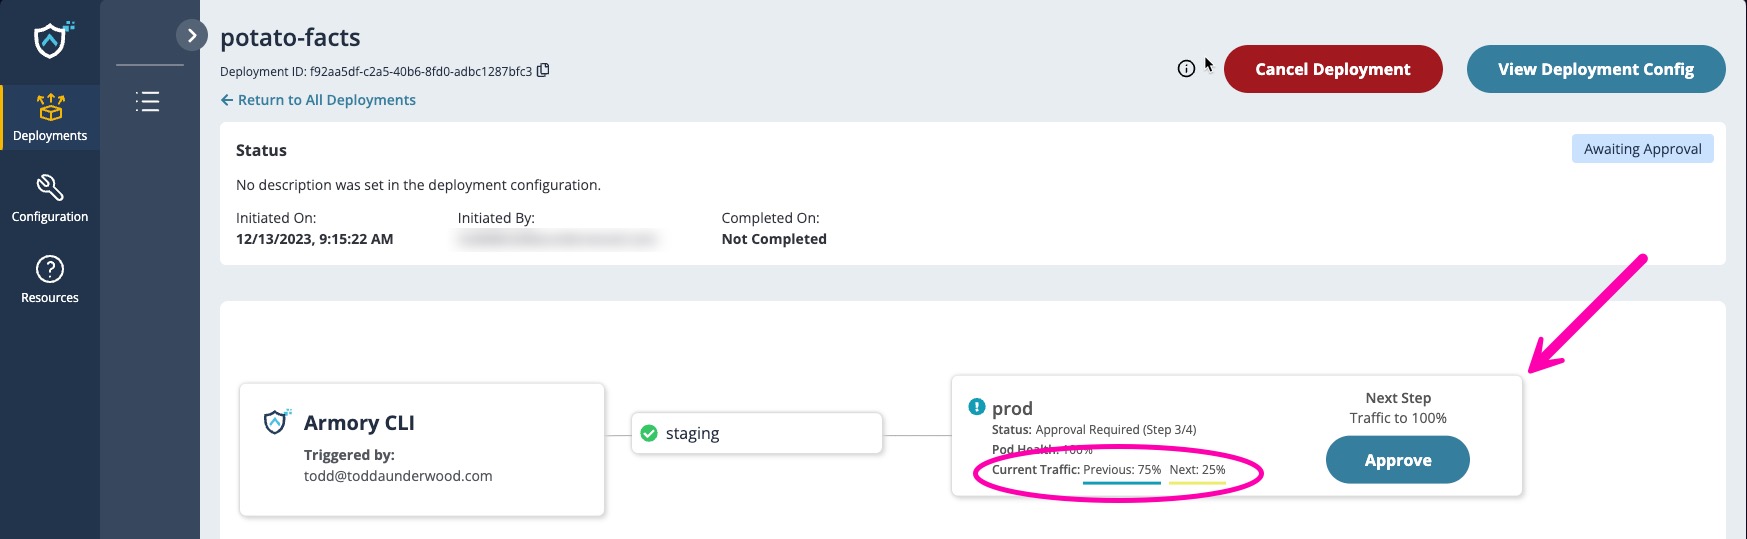 potato-facts
Deployment ID: f92aa5df-c2a5-40b6-8fd0-adbc1287bfc3
Return to All Deployments
Cancel Deployment
View Deployment Config
Deployments
Configuration
Resources
Status
Awaiting Approval
No description was set in the deployment configuration.
Initiated On:
12/13/2023, 9:15:22 AM
Initiated By:
Completed On:
Not Completed
Armory CLI
Triggered by:
todd@toddaunderwood.com
staging
prod
Status: Approval Required (Step 3/4)
Pod Health: 100%
Current Traffic: Previous: 75% Next: 25%
Next Step
Traffic to 100%
Approve